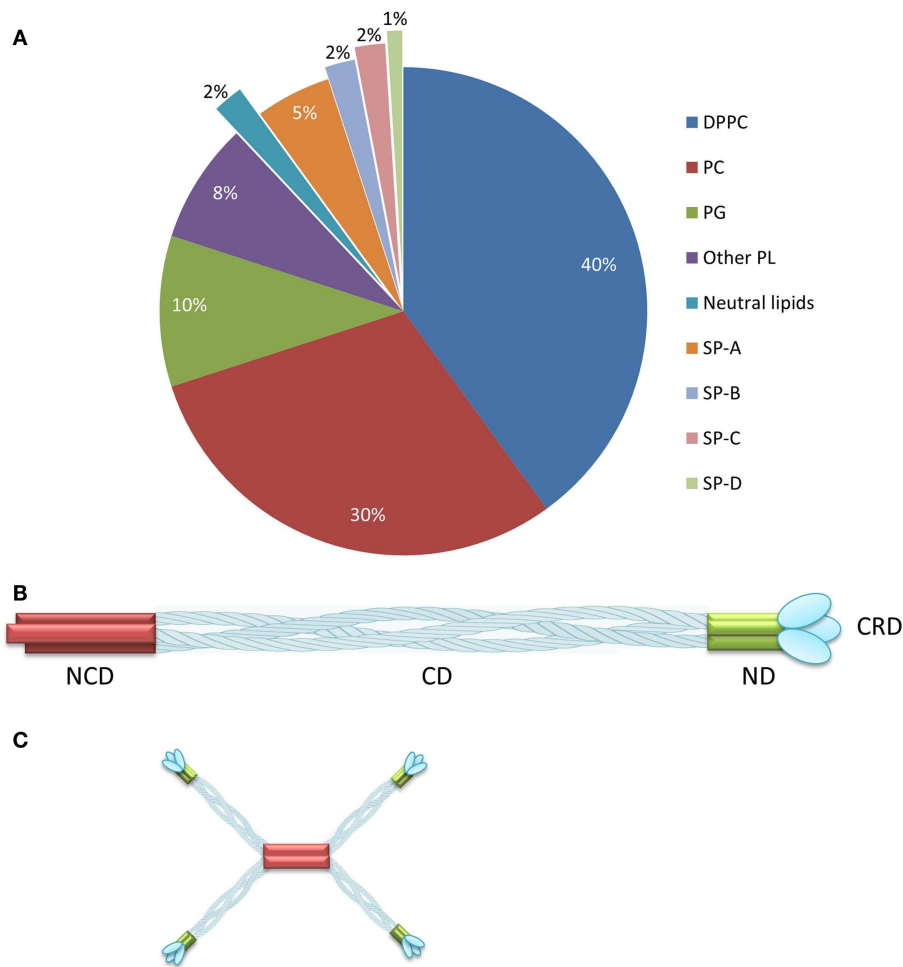 A
1%
2%
2%
2%
5%
8%
10%
40%
30%
DPPC
PC
PG
Other PL
Neutral lipids
SP-A
SP-B
SP-C
SP-D
B
CRD
NCD CD ND
C